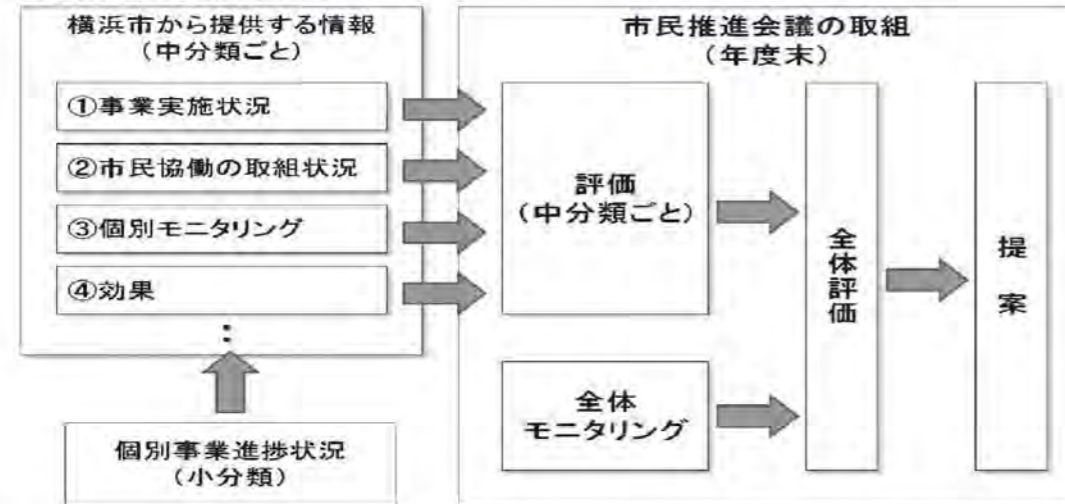 横浜市から提供する情報
（中分類ごと）
①事業実施状況
②市民協働の取組状況
③個別モニタリング
④効果
：
個別事業進捗状況
（小分類）
市民推進会議の取組
（年度末）
評価
（中分類ごと）
全体
モニタリング
全体評価
提案